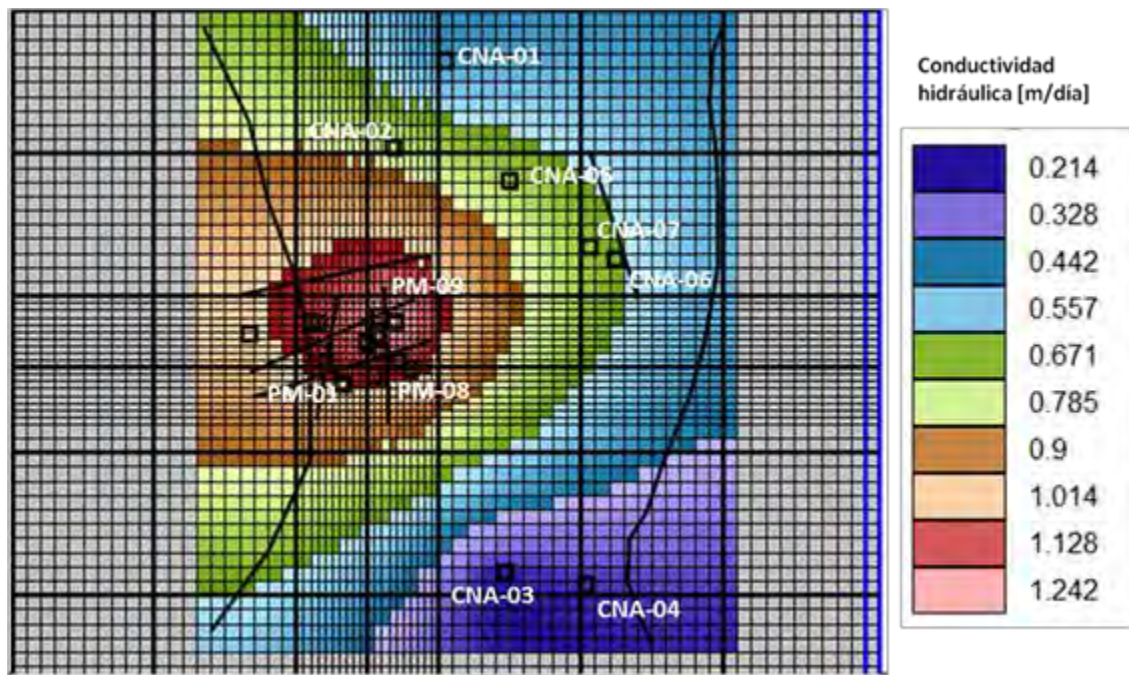 CNA-01
CNA-02
CNA-05
CNA-07
CNA-06
PM-09
PM-01
PM-08
CNA-03
CNA-04
Conductividad
hidráulica [m/día]
0.214
0.328
0.442
0.557
0.671
0.785
0.9
1.014
1.128
1.242